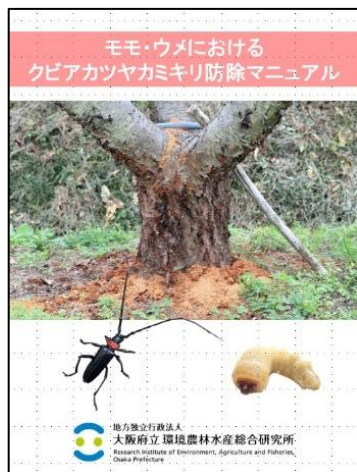 モモ・ウメにおける
クビアカツヤカミキリ防除マニュアル
地方独立行政法人
大阪府立 環境農林水産総合研究所
Research Institute of Environment, Agriculture and Fisheries,
Osaka Prefecture